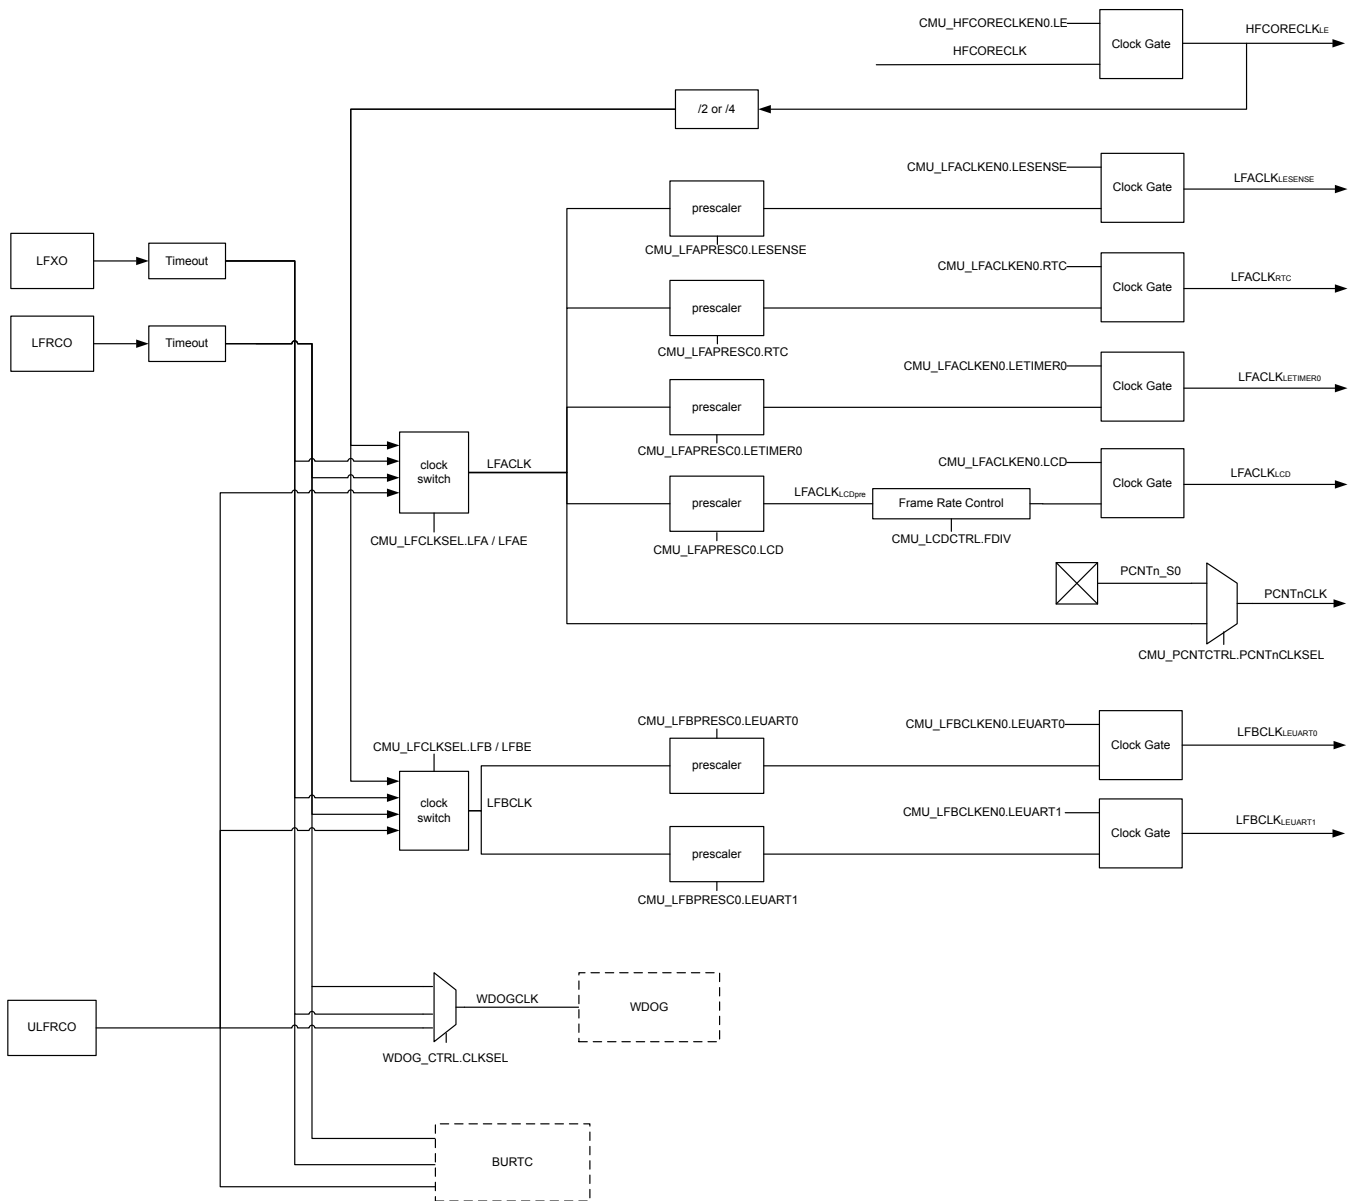 CMU_HFCORECLKEN0.LE
HFCORECLK
Clock Gate
HFCORECLKLE
/2 or /4
CMU_LFACLKEN0.LESENSE
Clock Gate
LFACLKLESENSE
prescaler
CMU_LFAPRESC0.LESENSE
LFXO
Timeout
CMU_LFACLKEN0.RTC
Clock Gate
LFACLKRTC
prescaler
CMU_LFAPRESC0.RTC
LFRCO
Timeout
CMU_LFACLKEN0.LETIMER0
Clock Gate
LFACLKLETIMER0
prescaler
CMU_LFAPRESC0.LETIMER0
clock
switch
LFACLK
CMU_LFCLKSEL.LFA / LFAE
CMU_LFACLKEN0.LCD
Clock Gate
LFACLKLCD
prescaler
LFACLKLCDpre
Frame Rate Control
CMU_LFAPRESC0.LCD
CMU_LCDCTRL.FDIV
PCNTn_S0
PCNTnCLK
CMU_PCNTCTRL.PCNTnCLKSEL
CMU_LFBPRESC0.LEUART0
CMU_LFBCLKEN0.LEUART0
Clock Gate
LFBCLKLEUART0
prescaler
CMU_LFCLKSEL.LFB / LFBE
clock
switch
LFBCLK
CMU_LFBCLKEN0.LEUART1
Clock Gate
LFBCLKLEUART1
prescaler
CMU_LFBPRESC0.LEUART1
ULFRCO
WDOGCLK
WDOG
WDOG_CTRL.CLKSEL
BURTC